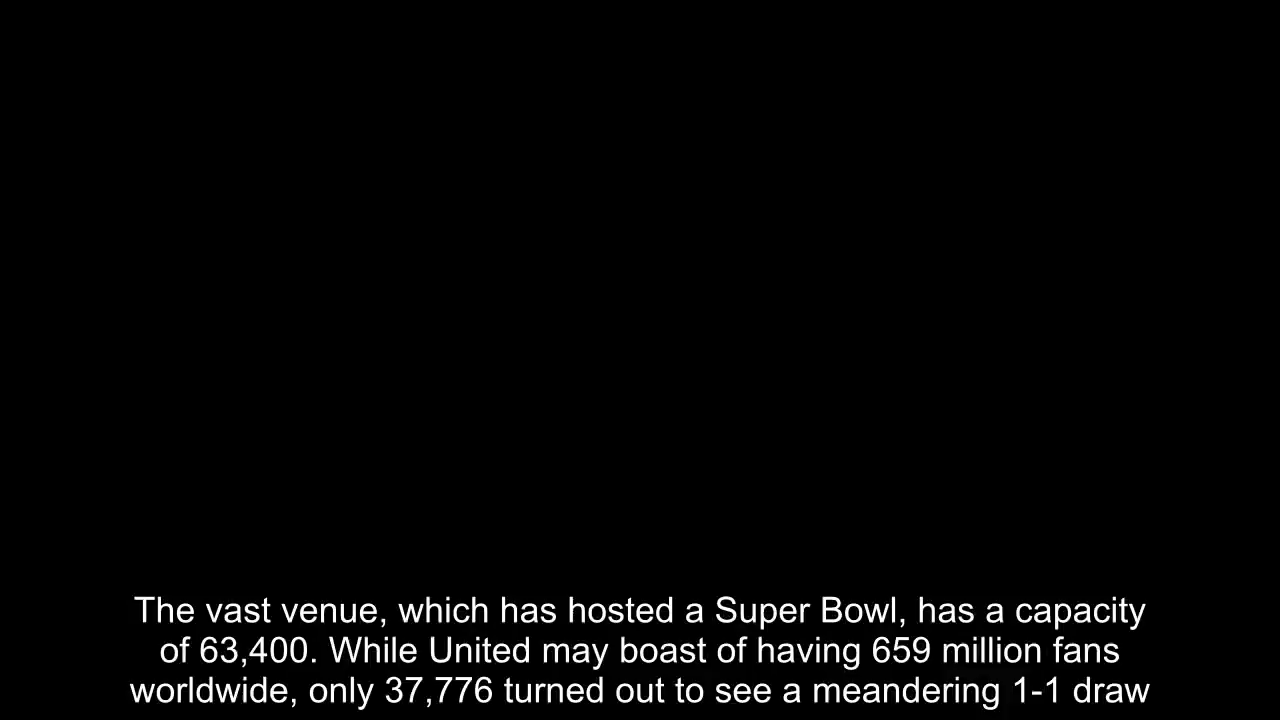 The vast venue, which has hosted a Super Bowl, has a capacity
of 63,400. While United may boast of having 659 million fans
worldwide, only 37,776 turned out to see a meandering 1-1 draw